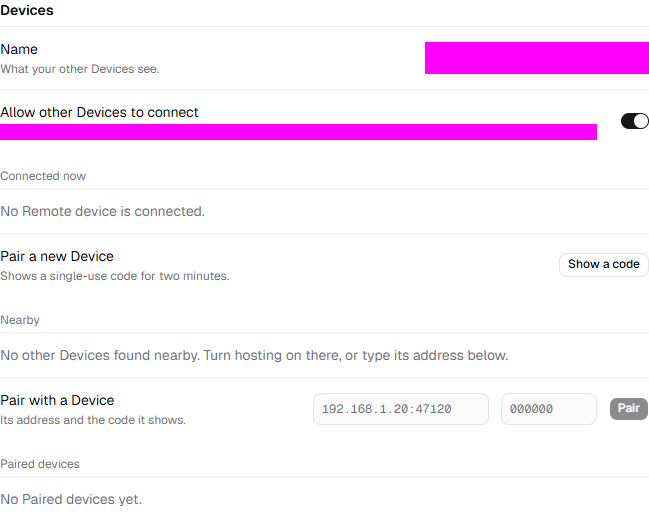 Devices
Name
What your other Devices see.
Allow other Devices to connect
Connected now
No Remote device is connected.
Pair a new Device
Shows a single-use code for two minutes.
Show a code
Nearby
No other Devices found nearby. Turn hosting on there, or type its address below.
Pair with a Device
Its address and the code it shows.
192.168.1.20:47120
000000
Pair
Paired devices
No Paired devices yet.